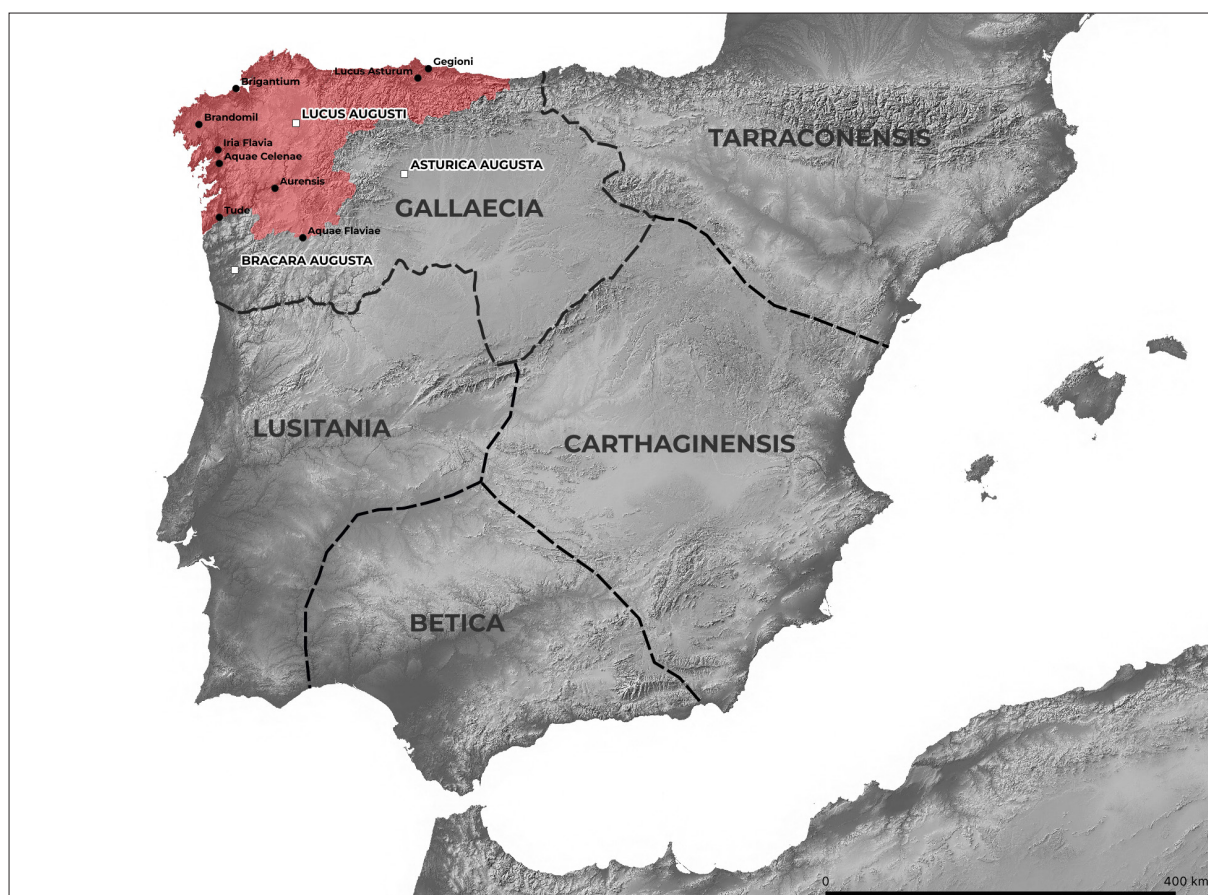 Gegioni
Lucus Asturum
Brigantium
LUCUS AUGUSTI
Brandomil
TARRACONENSIS
Iria Flavia
Aquae Celenae
ASTURICA AUGUSTA
Aurensis
GALLAECIA
Tude
Aquae Flaviae
BRACARA AUGUSTA
LUSITANIA
CARTHAGINENSIS
BETICA
0
400 km